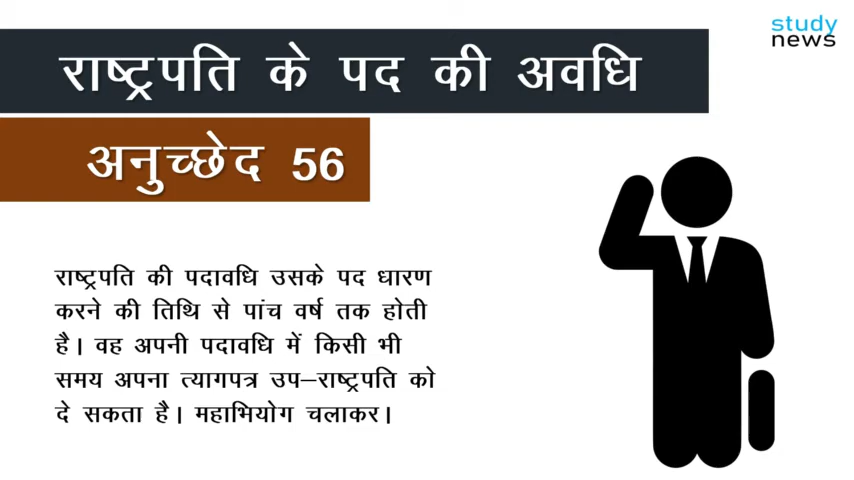 study
news
राष्ट्रपति के पद की अवधि
अनुच्छेद 56
राष्ट्रपति की पदावधि उसके पद धारण
करने की तिथि से पांच वर्ष तक होती
है। वह अपनी पदावधि में किसी भी
समय अपना त्यागपत्र उप–राष्ट्रपति को
दे सकता है। महाभियोग चलाकर।